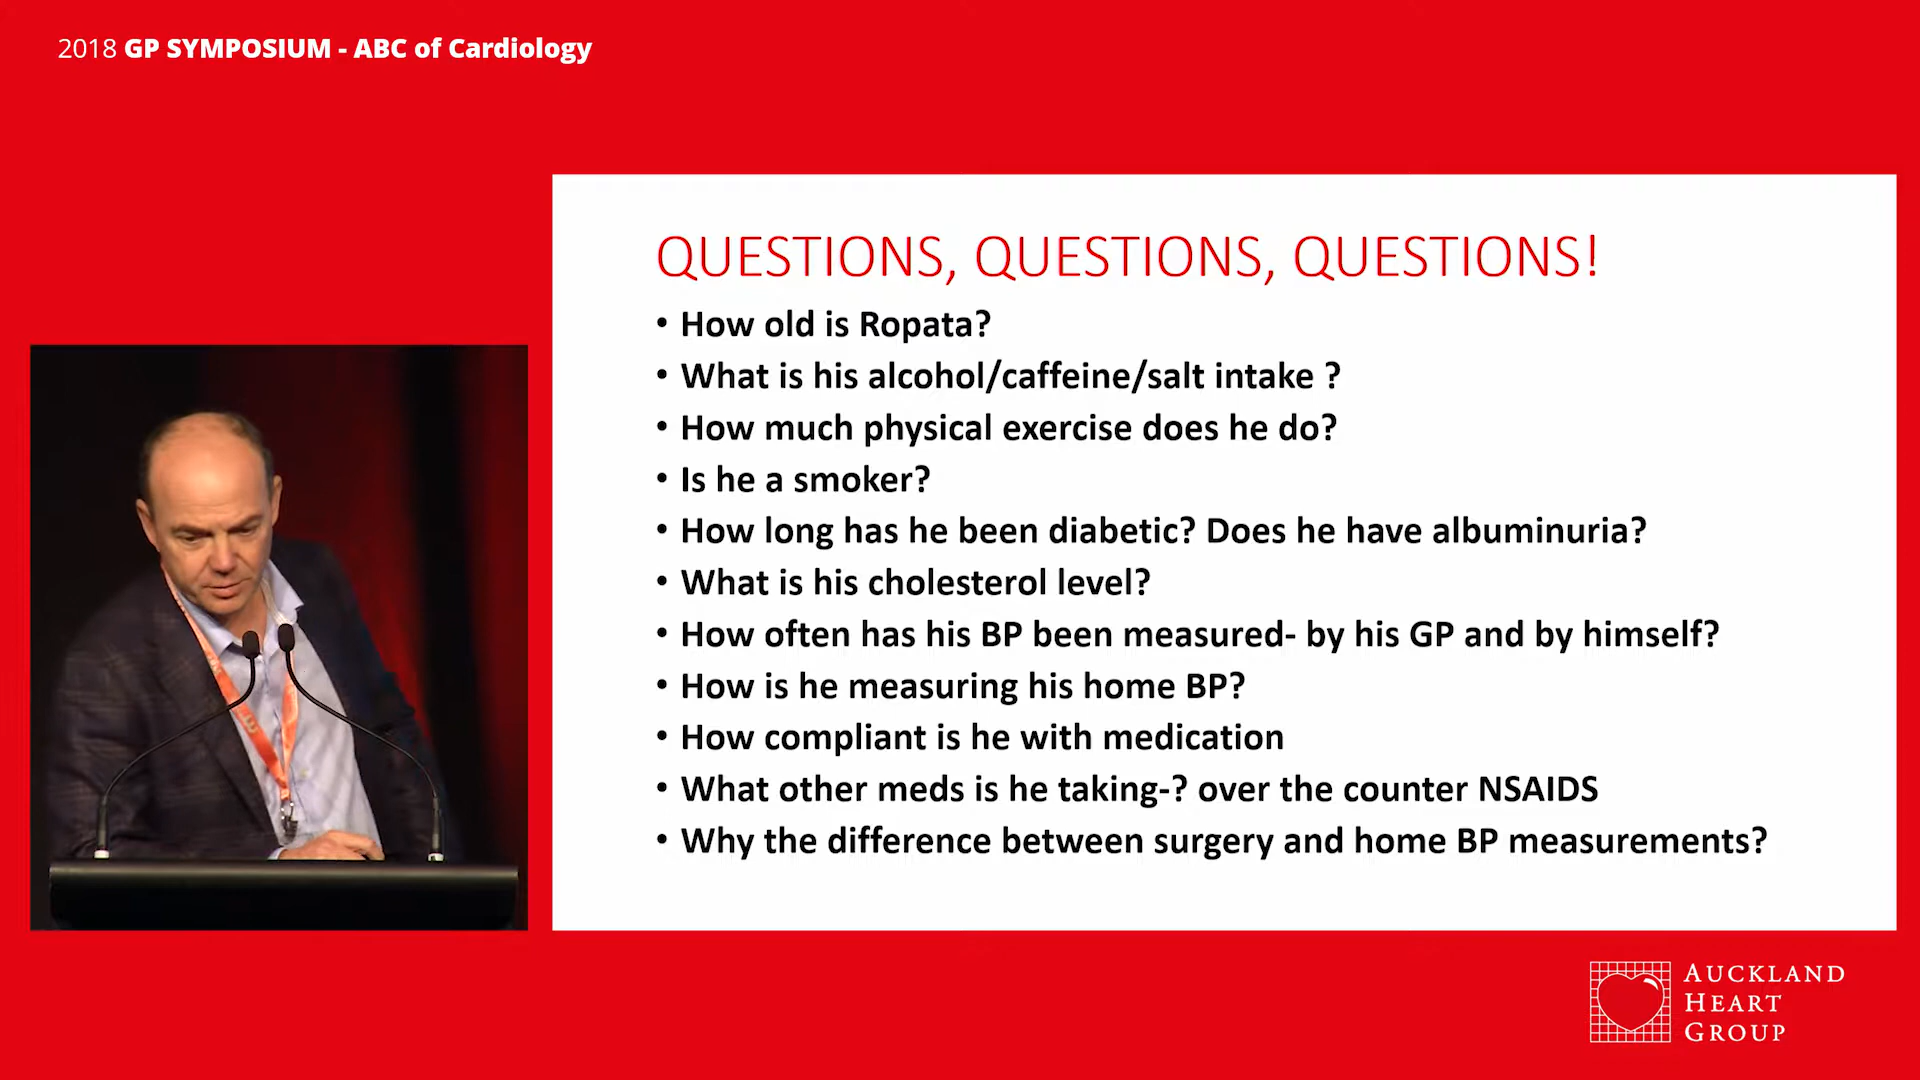 2018 GP SYMPOSIUM - ABC of Cardiology
QUESTIONS, QUESTIONS, QUESTIONS!
• How old is Ropata?
• What is his alcohol/caffeine/salt intake ?
• How much physical exercise does he do?
• Is he a smoker?
• How long has he been diabetic? Does he have albuminuria?
• What is his cholesterol level?
• How often has his BP been measured- by his GP and by himself?
• How is he measuring his home BP?
• How compliant is he with medication
• What other meds is he taking-? over the counter NSAIDS
• Why the difference between surgery and home BP measurements?
AUCKLAND
HEART
GROUP